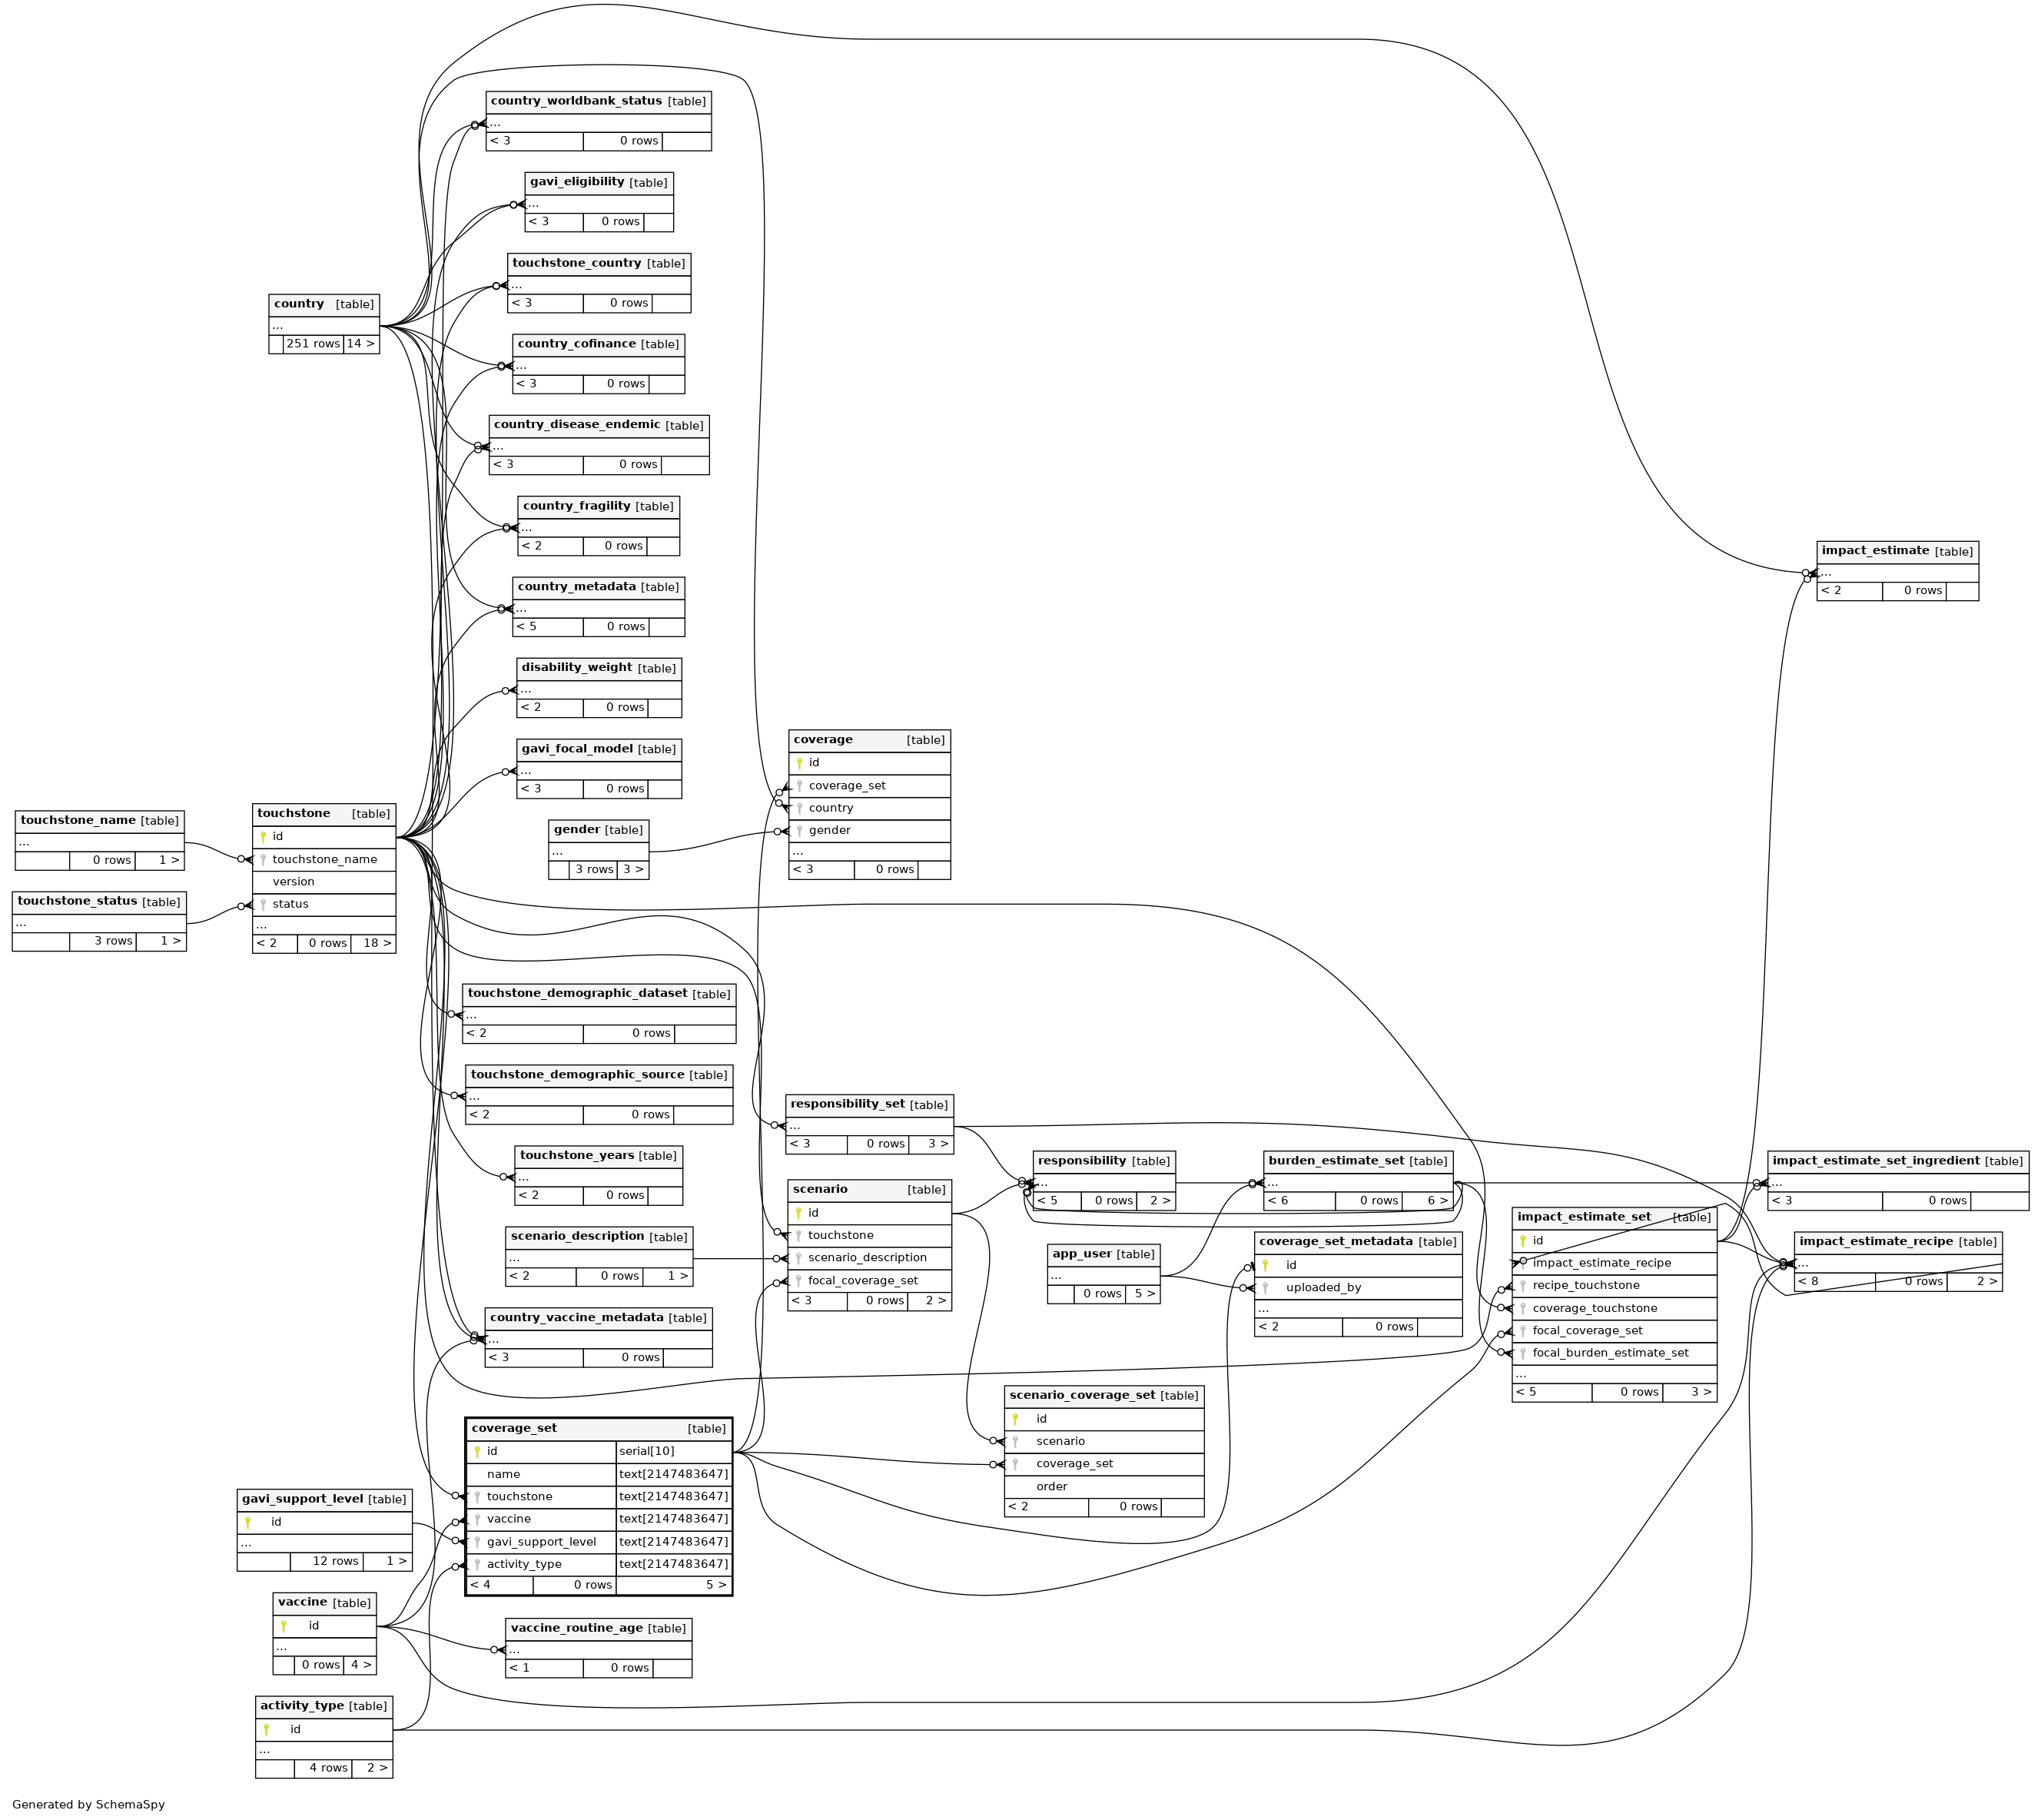 country_worldbank_status [table]
...
< 3 0 rows
gavi_eligibility [table]
...
< 3 0 rows
touchstone_country [table]
...
< 3 0 rows
country [table]
...
251 rows 14 >
country_cofinance [table]
...
< 3 0 rows
country_disease_endemic [table]
...
< 3 0 rows
country_fragility [table]
...
< 2 0 rows
impact_estimate [table]
...
< 2 0 rows
country_metadata [table]
...
< 5 0 rows
disability_weight [table]
...
< 2 0 rows
gavi_focal_model [table]
...
< 3 0 rows
coverage [table]
id
coverage_set
country
gender
...
< 3 0 rows
gender [table]
...
3 rows 3 >
touchstone_name [table]
...
0 rows 1 >
touchstone_status [table]
...
3 rows 1 >
touchstone [table]
id
touchstone_name
version
status
...
< 2 0 rows 18 >
touchstone_demographic_dataset [table]
...
< 2 0 rows
touchstone_demographic_source [table]
...
< 2 0 rows
touchstone_years [table]
...
< 2 0 rows
scenario_description [table]
...
< 2 0 rows 1 >
country_vaccine_metadata [table]
...
< 3 0 rows
responsibility_set [table]
...
< 3 0 rows 3 >
scenario [table]
id
touchstone
scenario_description
focal_coverage_set
< 3 0 rows 2 >
responsibility [table]
...
< 5 0 rows 2 >
burden_estimate_set [table]
...
< 6 0 rows 6 >
app_user [table]
...
0 rows 5 >
coverage_set_metadata [table]
id
uploaded_by
...
< 2 0 rows
impact_estimate_set [table]
id
impact_estimate_recipe
recipe_touchstone
coverage_touchstone
focal_coverage_set
focal_burden_estimate_set
...
< 5 0 rows 3 >
impact_estimate_set_ingredient [table]
...
< 3 0 rows
impact_estimate_recipe [table]
...
< 8 0 rows 2 >
scenario_coverage_set [table]
id
scenario
coverage_set
order
< 2 0 rows
coverage_set [table]
id serial[10]
name text[2147483647]
touchstone text[2147483647]
vaccine text[2147483647]
gavi_support_level text[2147483647]
activity_type text[2147483647]
< 4 0 rows 5 >
gavi_support_level [table]
id
...
12 rows 1 >
vaccine [table]
id
...
0 rows 4 >
vaccine_routine_age [table]
...
< 1 0 rows
activity_type [table]
id
...
4 rows 2 >
Generated by SchemaSpy